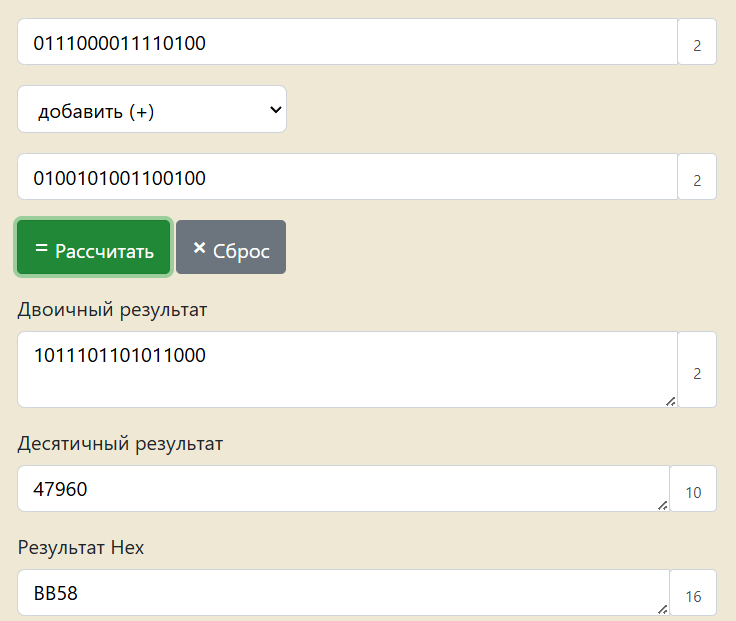 0111000011110100 2
добавить (+)
0100101001100100 2
= Рассчитать × Сброс
Двоичный результат
1011101101011000 2
Десятичный результат
47960 10
Результат Hex
BB58 16